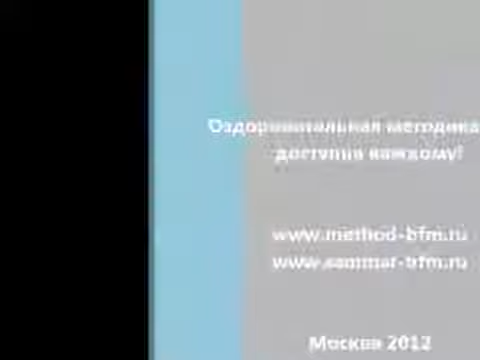 Оздоровительная методика
доступна каждому!
www.method-bfm.ru
www.seminar-bfm.ru
Москва 2012